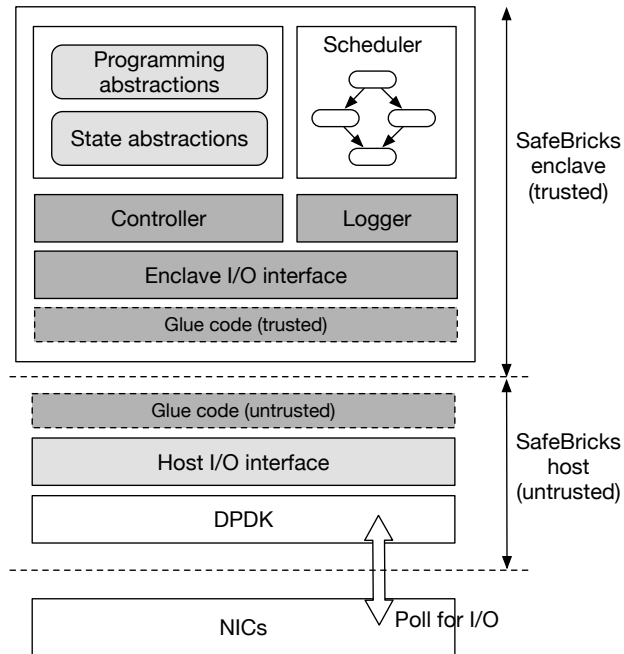 Programming
abstractions
State abstractions
Scheduler
Controller
Logger
Enclave I/O interface
Glue code (trusted)
SafeBricks
enclave
(trusted)
Glue code (untrusted)
Host I/O interface
DPDK
SafeBricks
host
(untrusted)
NICs
Poll for I/O